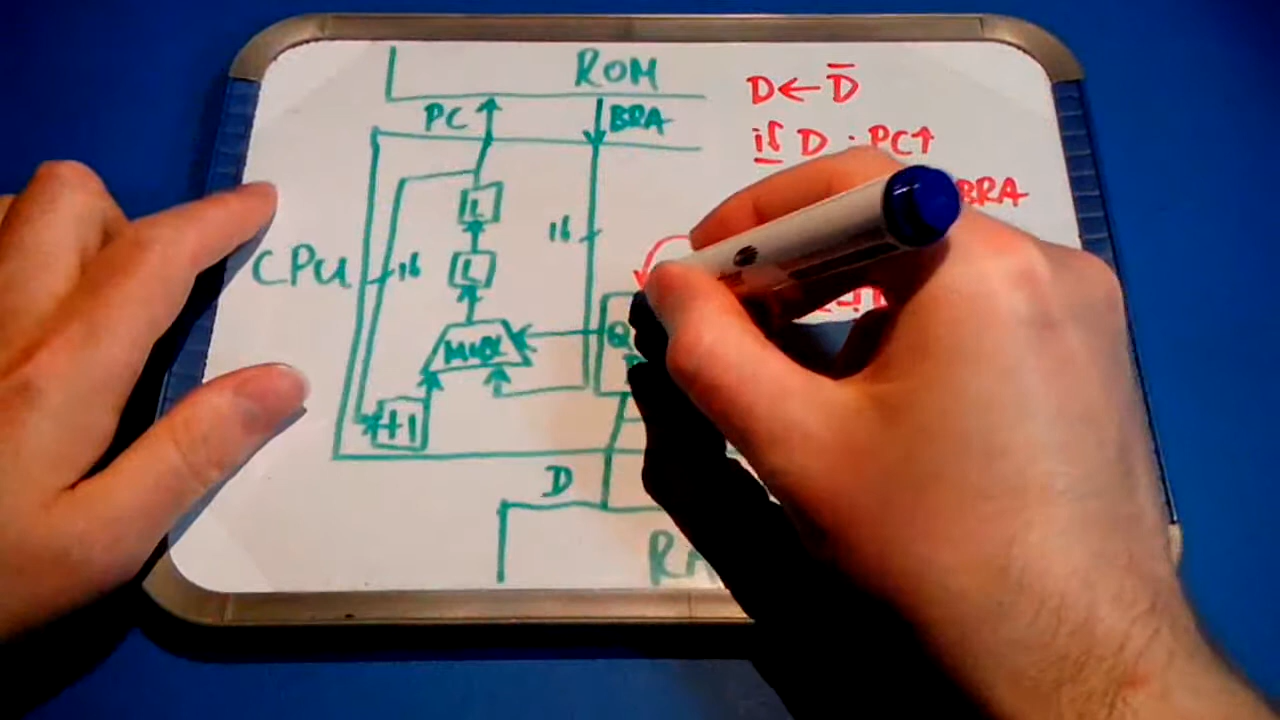 ROM
PC
BRA
D←D̅
if D : PC↑
BRA
L
16
CPU
16
L
MUX
Q
+1
D